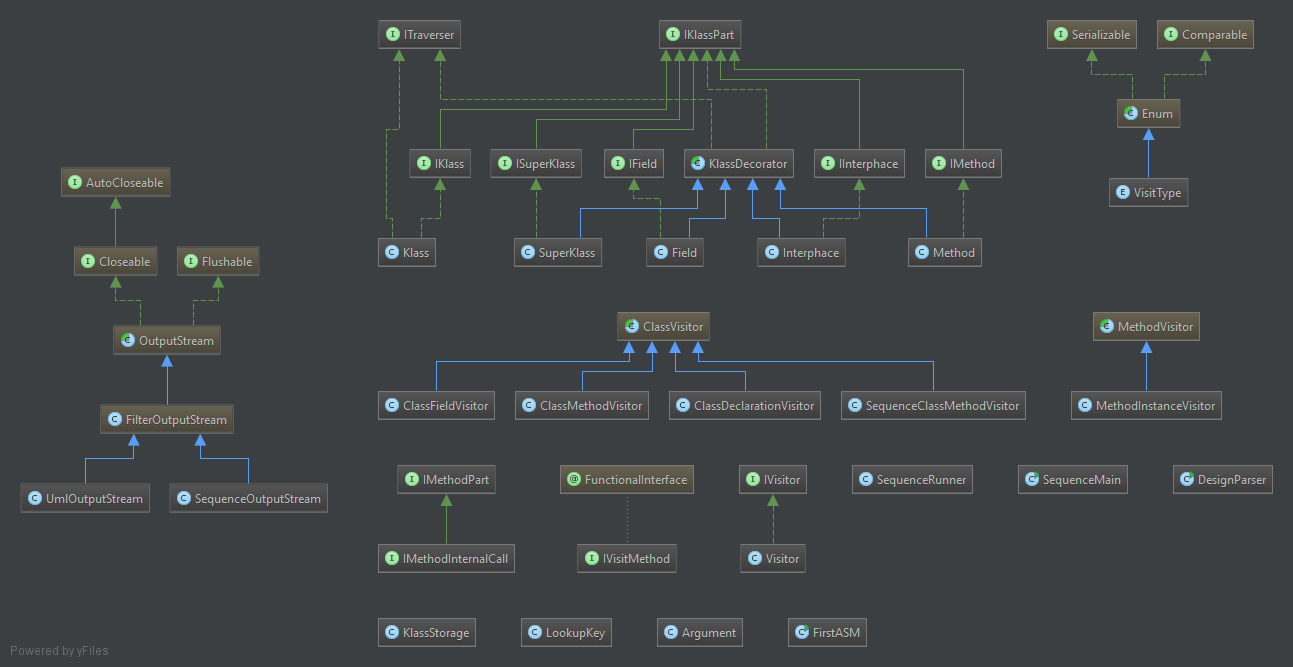 ITraverser
IKlassPart
Serializable
Comparable
Enum
IKlass
ISuperKlass
IField
KlassDecorator
IInterphace
IMethod
AutoCloseable
VisitType
Klass
SuperKlass
Field
Interphace
Method
Closeable
Flushable
ClassVisitor
MethodVisitor
OutputStream
ClassFieldVisitor
ClassMethodVisitor
ClassDeclarationVisitor
SequenceClassMethodVisitor
MethodInstanceVisitor
FilterOutputStream
IMethodPart
FunctionalInterface
IVisitor
SequenceRunner
SequenceMain
DesignParser
UmlOutputStream
SequenceOutputStream
IMethodInternalCall
IVisitMethod
Visitor
KlassStorage
LookupKey
Argument
FirstASM
Powered by yFiles